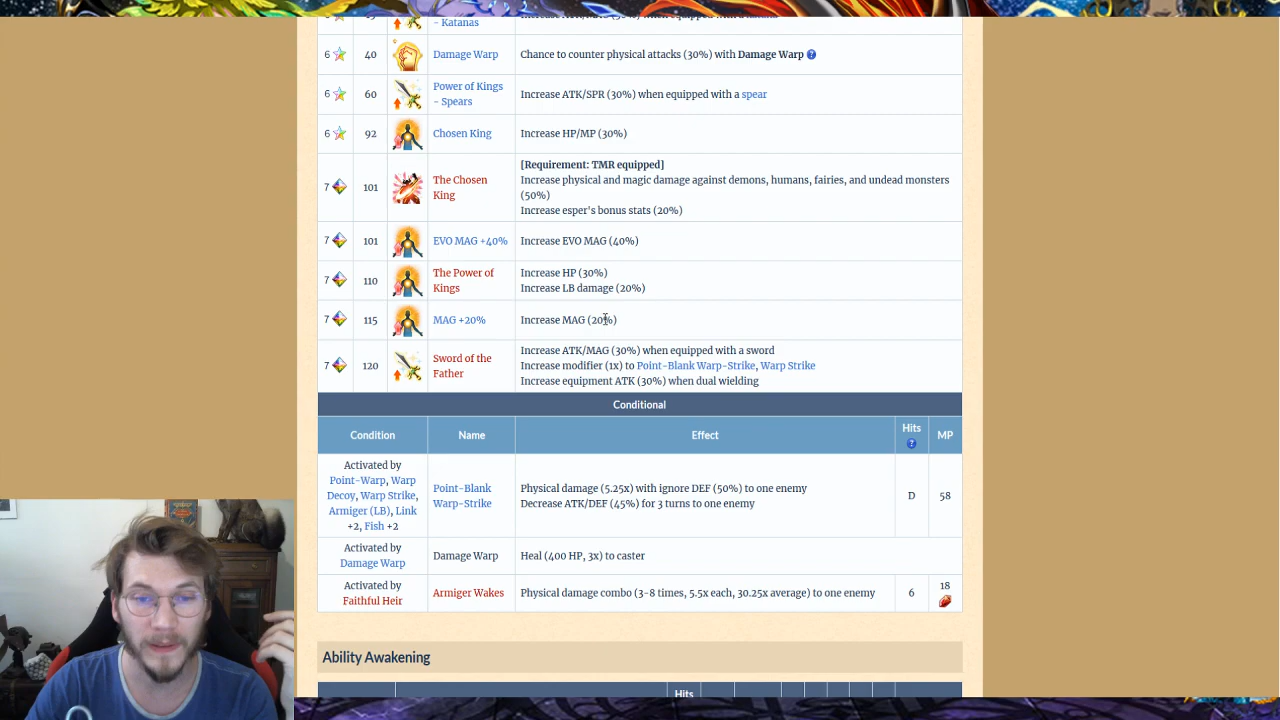 - Katanas
6 40 Damage Warp Chance to counter physical attacks (30%) with Damage Warp ?
6 60 Power of Kings
- Spears
Increase ATK/SPR (30%) when equipped with a spear
6 92 Chosen King Increase HP/MP (30%)
7 101 The Chosen
King
[Requirement: TMR equipped]
Increase physical and magic damage against demons, humans, fairies, and undead monsters
(50%)
Increase esper's bonus stats (20%)
7 101 EVO MAG +40% Increase EVO MAG (40%)
7 110 The Power of
Kings
Increase HP (30%)
Increase LB damage (20%)
7 115 MAG +20% Increase MAG (20%)
7 120 Sword of the
Father
Increase ATK/MAG (30%) when equipped with a sword
Increase modifier (1x) to Point-Blank Warp-Strike, Warp Strike
Increase equipment ATK (30%) when dual wielding
Conditional
Condition Name Effect Hits ? MP
Activated by
Point-Warp, Warp
Decoy, Warp Strike,
Armiger (LB), Link
+2, Fish +2
Point-Blank
Warp-Strike
Physical damage (5.25x) with ignore DEF (50%) to one enemy
Decrease ATK/DEF (45%) for 3 turns to one enemy
D 58
Activated by
Damage Warp
Damage Warp Heal (400 HP, 3x) to caster
Activated by
Faithful Heir
Armiger Wakes Physical damage combo (3-8 times, 5.5x each, 30.25x average) to one enemy 6 18
Ability Awakening
Hits